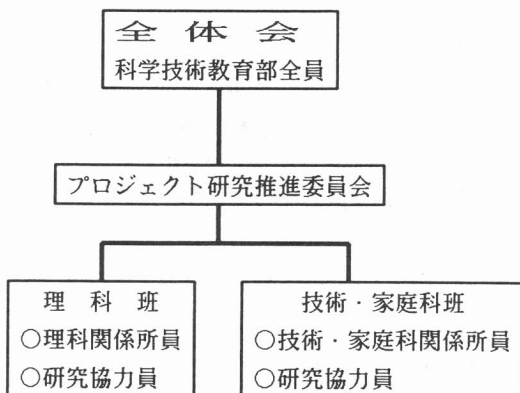 全体会
科学技術教育部全員
プロジェクト研究推進委員会
理科班
○理科関係所員
○研究協力員
技術・家庭科班
○技術・家庭科関係所員
○研究協力員